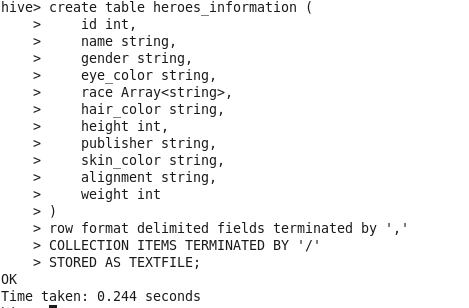 hive> create table heroes_information (
    >     id int,
    >     name string,
    >     gender string,
    >     eye_color string,
    >     race Array<string>,
    >     hair_color string,
    >     height int,
    >     publisher string,
    >     skin_color string,
    >     alignment string,
    >     weight int
    > )
    > row format delimited fields terminated by ','
    > COLLECTION ITEMS TERMINATED BY '/'
    > STORED AS TEXTFILE;
OK
Time taken: 0.244 seconds